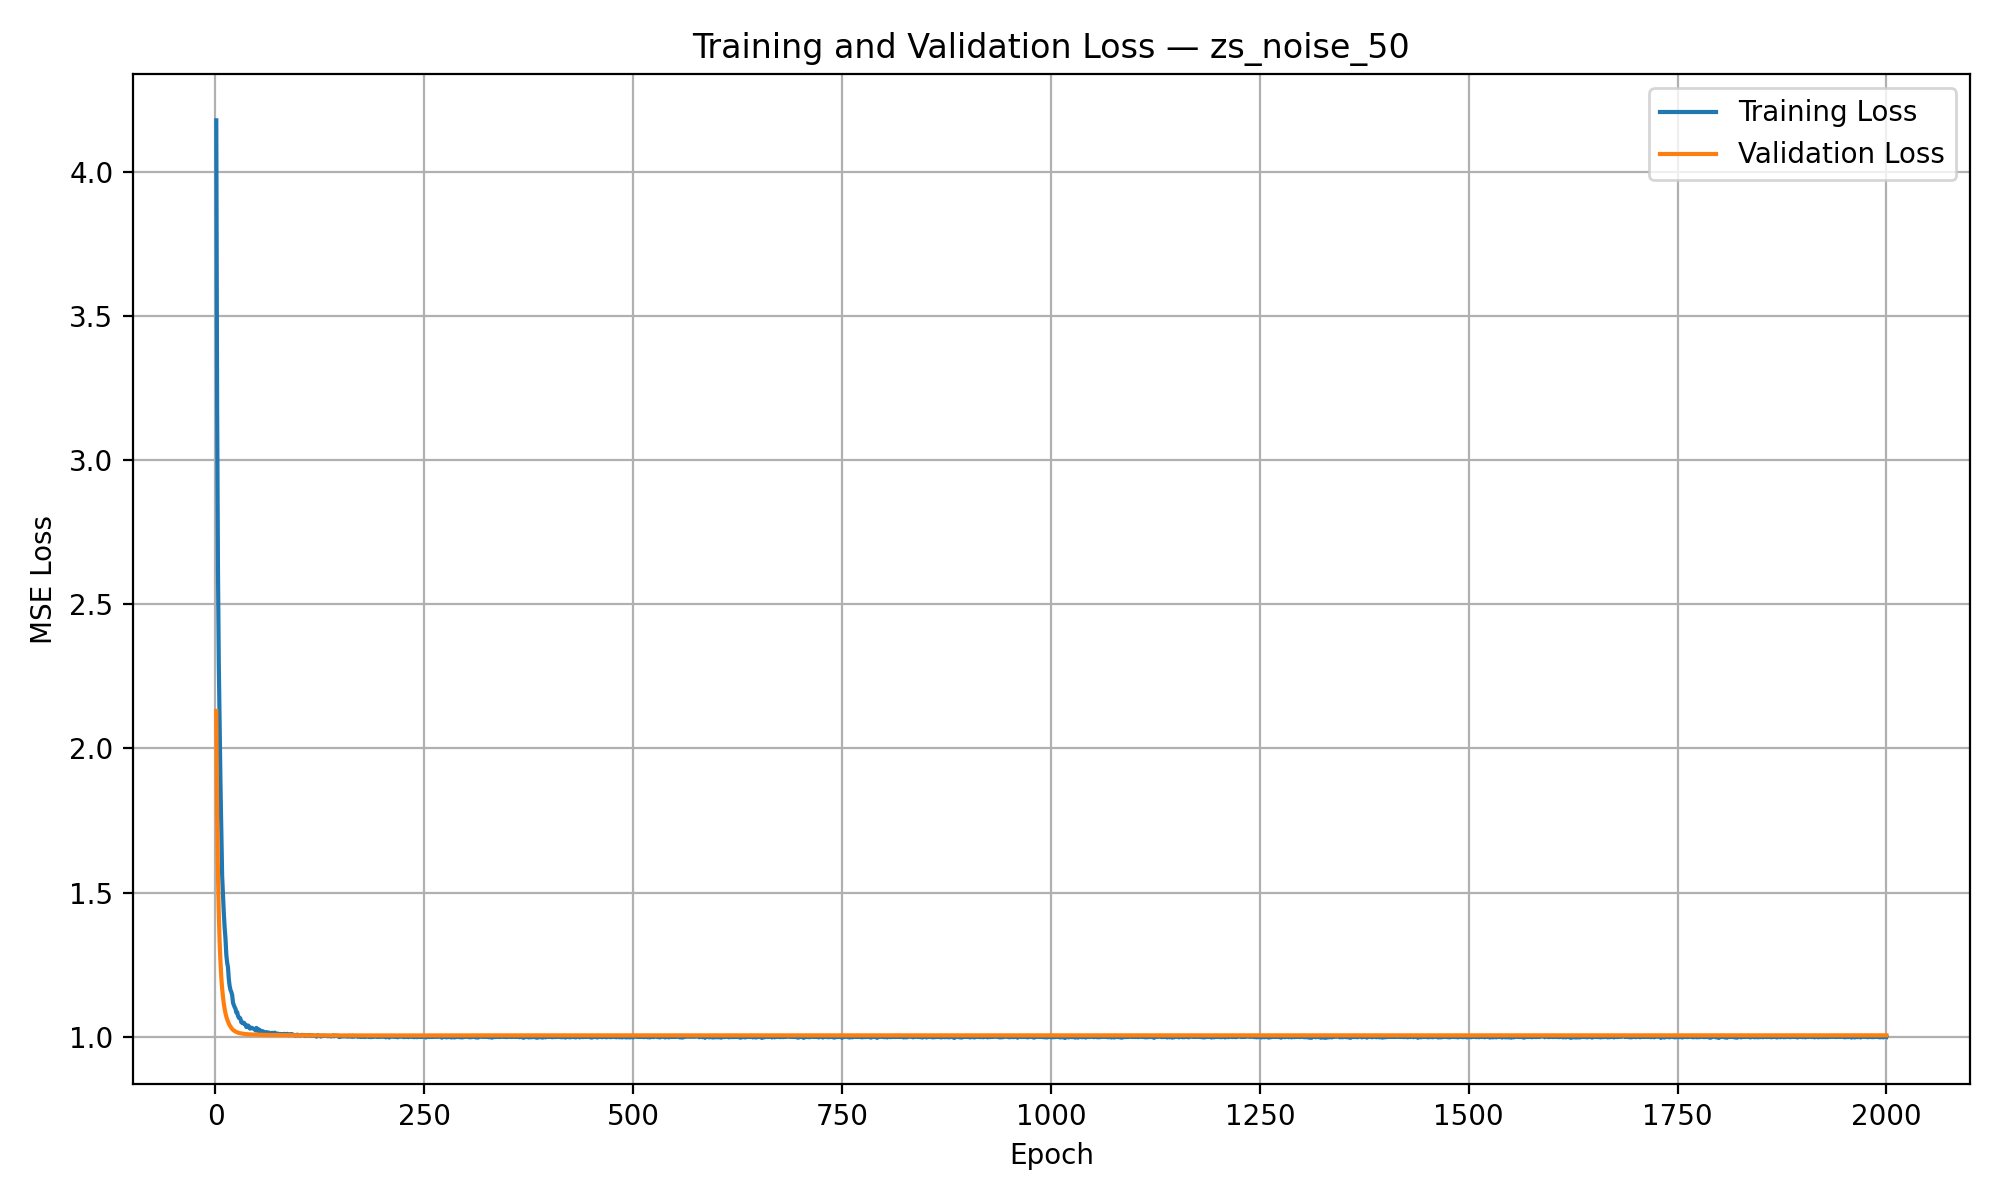 Training and Validation Loss — zs_noise_50
Training Loss
Validation Loss
MSE Loss
4.0
3.5
3.0
2.5
2.0
1.5
1.0
0 250 500 750 1000 1250 1500 1750 2000
Epoch